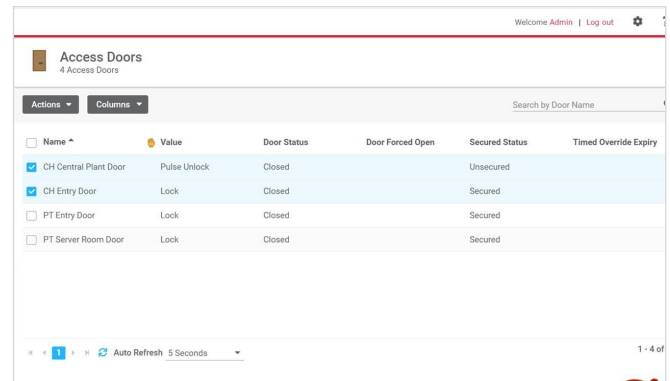 Welcome Admin | Log out
Access Doors
4 Access Doors
Actions Columns Search by Door Name
Name Value Door Status Door Forced Open Secured Status Timed Override Expiry
CH Central Plant Door Pulse Unlock Closed Unsecured
CH Entry Door Lock Closed Secured
PT Entry Door Lock Closed Secured
PT Server Room Door Lock Closed Secured
1 Auto Refresh 5 Seconds 1 - 4 of